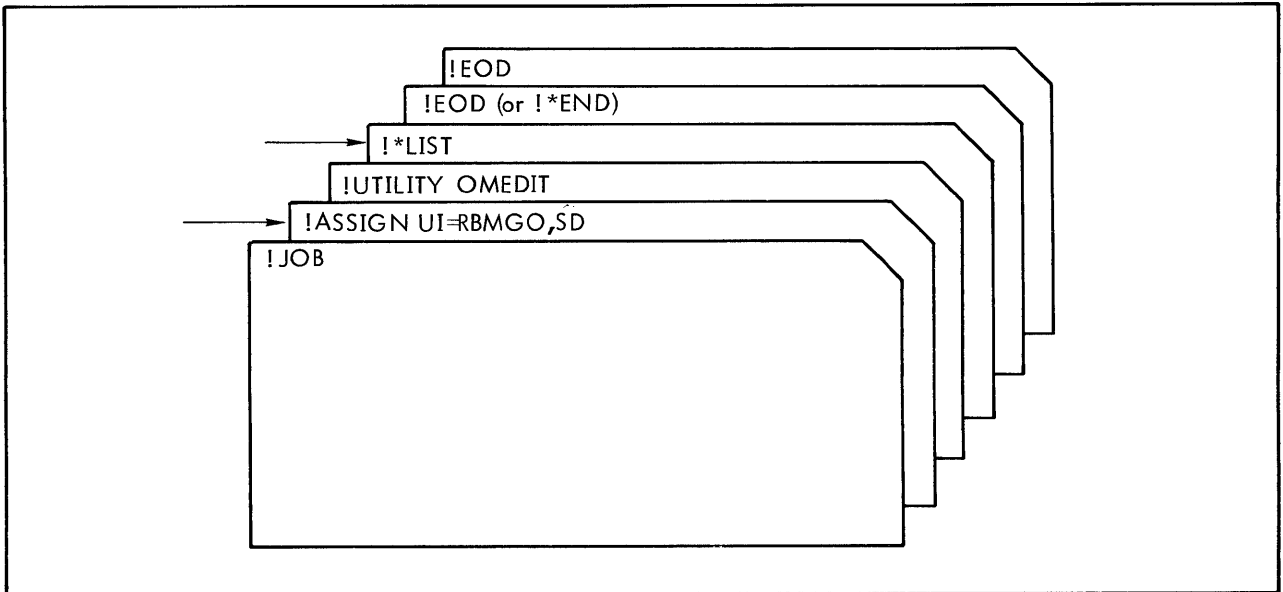 !EOD
!EOD (or !*END)
!*LIST
!UTILITY OMEDIT
!ASSIGN UI=RBMGO,SD
!JOB